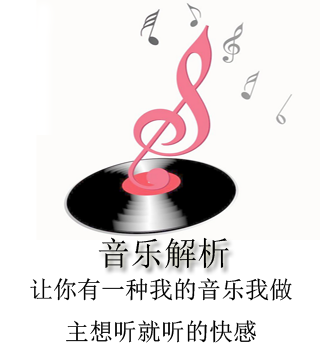 音乐解析
让你有一种我的音乐我做
主想听就听的快感